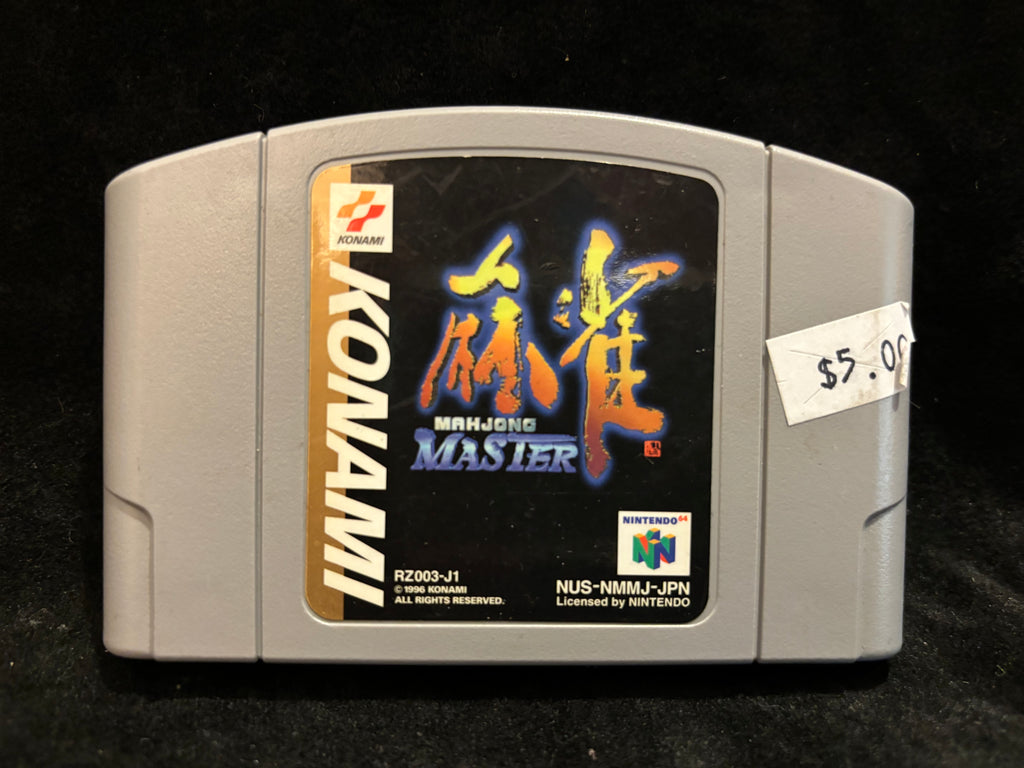 KONAMI
KONAMI
麻雀
MAHJONG
MASTER
$5.00
NINTENDO64
RZ003-J1
©1996 KONAMI
ALL RIGHTS RESERVED.
NUS-NMMJ-JPN
Licensed by NINTENDO